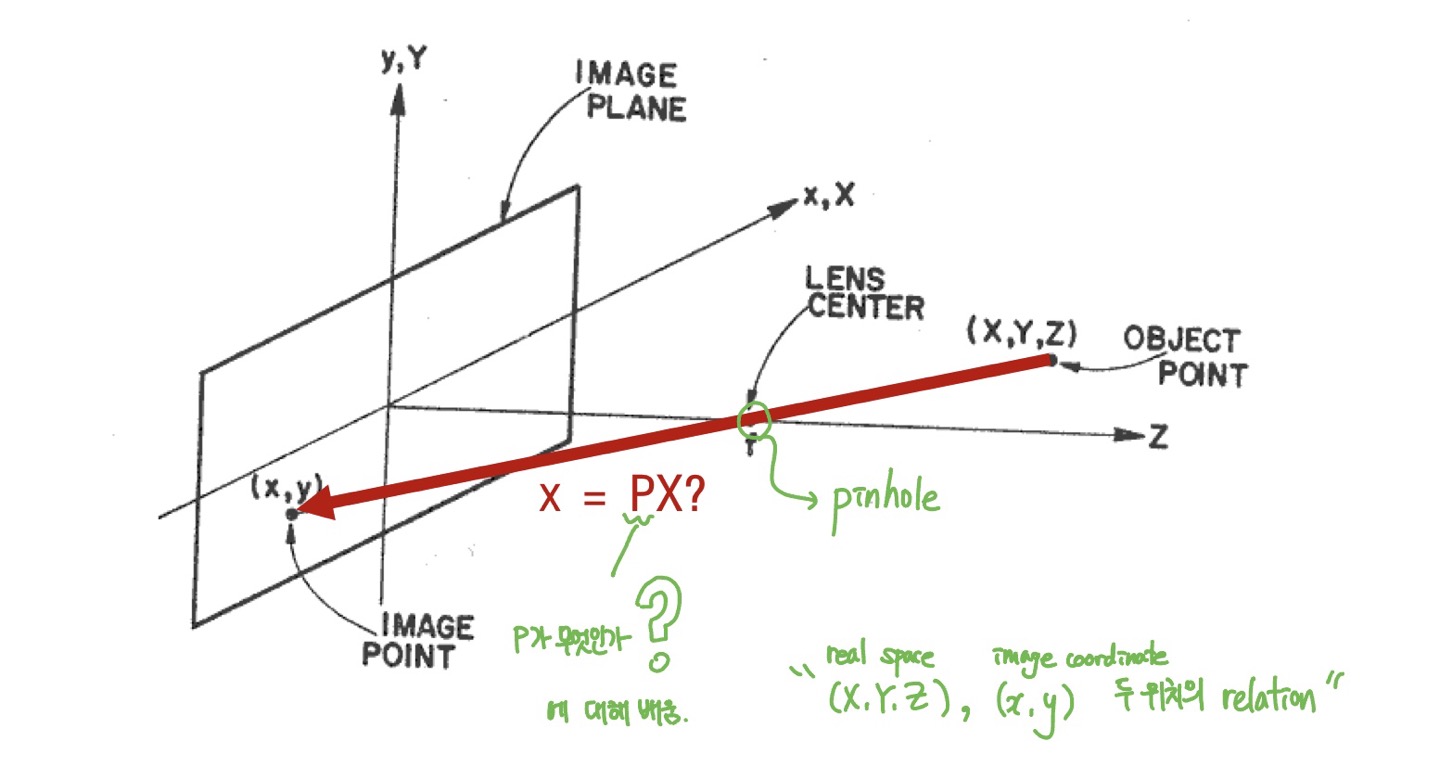 y,Y
IMAGE
PLANE
x,X
LENS
CENTER
(X,Y,Z)
OBJECT
POINT
Z
(x,y)
x = PX?
pinhole
IMAGE
POINT
P가 무엇인가?
에 대해 배움.
real space image coordinate
"(X.Y.Z), (x.y) 두 위치의 relation"